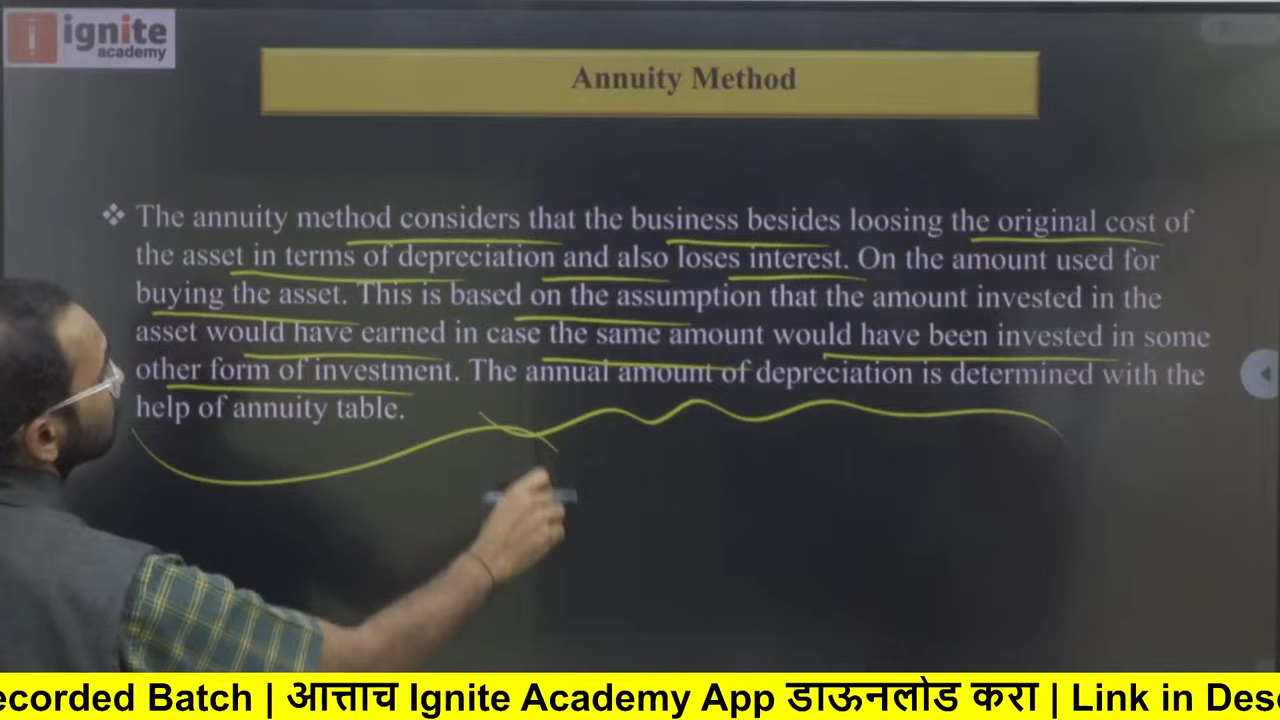 ignite
academy
Annuity Method
❖ The annuity method considers that the business besides loosing the original cost of
the asset in terms of depreciation and also loses interest. On the amount used for
buying the asset. This is based on the assumption that the amount invested in the
asset would have earned in case the same amount would have been invested in some
other form of investment. The annual amount of depreciation is determined with the
help of annuity table.
ecorded Batch | आत्ताच Ignite Academy App डाऊनलोड करा | Link in Desc